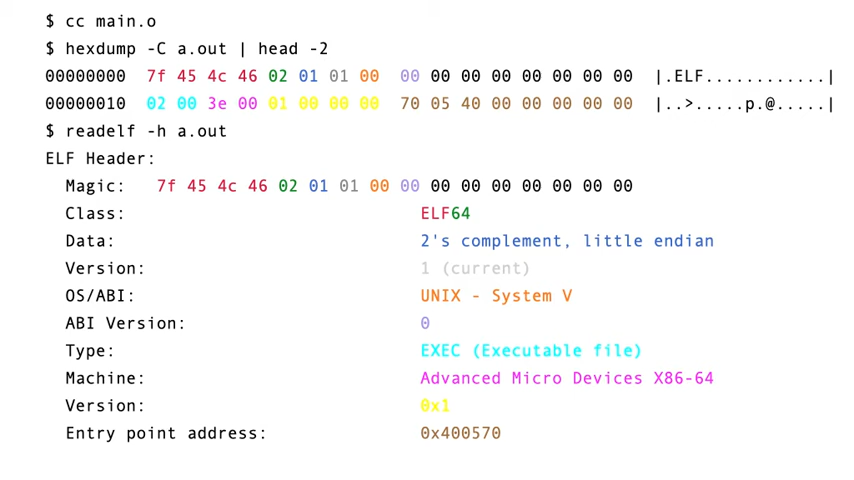 $ cc main.o
$ hexdump -C a.out | head -2
00000000  7f 45 4c 46 02 01 01 00  00 00 00 00 00 00 00 00  |.ELF............|
00000010  02 00 3e 00 01 00 00 00  70 05 40 00 00 00 00 00  |..>.....p.@.....|
$ readelf -h a.out
ELF Header:
  Magic:   7f 45 4c 46 02 01 01 00 00 00 00 00 00 00 00 00
  Class:                             ELF64
  Data:                              2's complement, little endian
  Version:                           1 (current)
  OS/ABI:                            UNIX - System V
  ABI Version:                       0
  Type:                              EXEC (Executable file)
  Machine:                           Advanced Micro Devices X86-64
  Version:                           0x1
  Entry point address:               0x400570